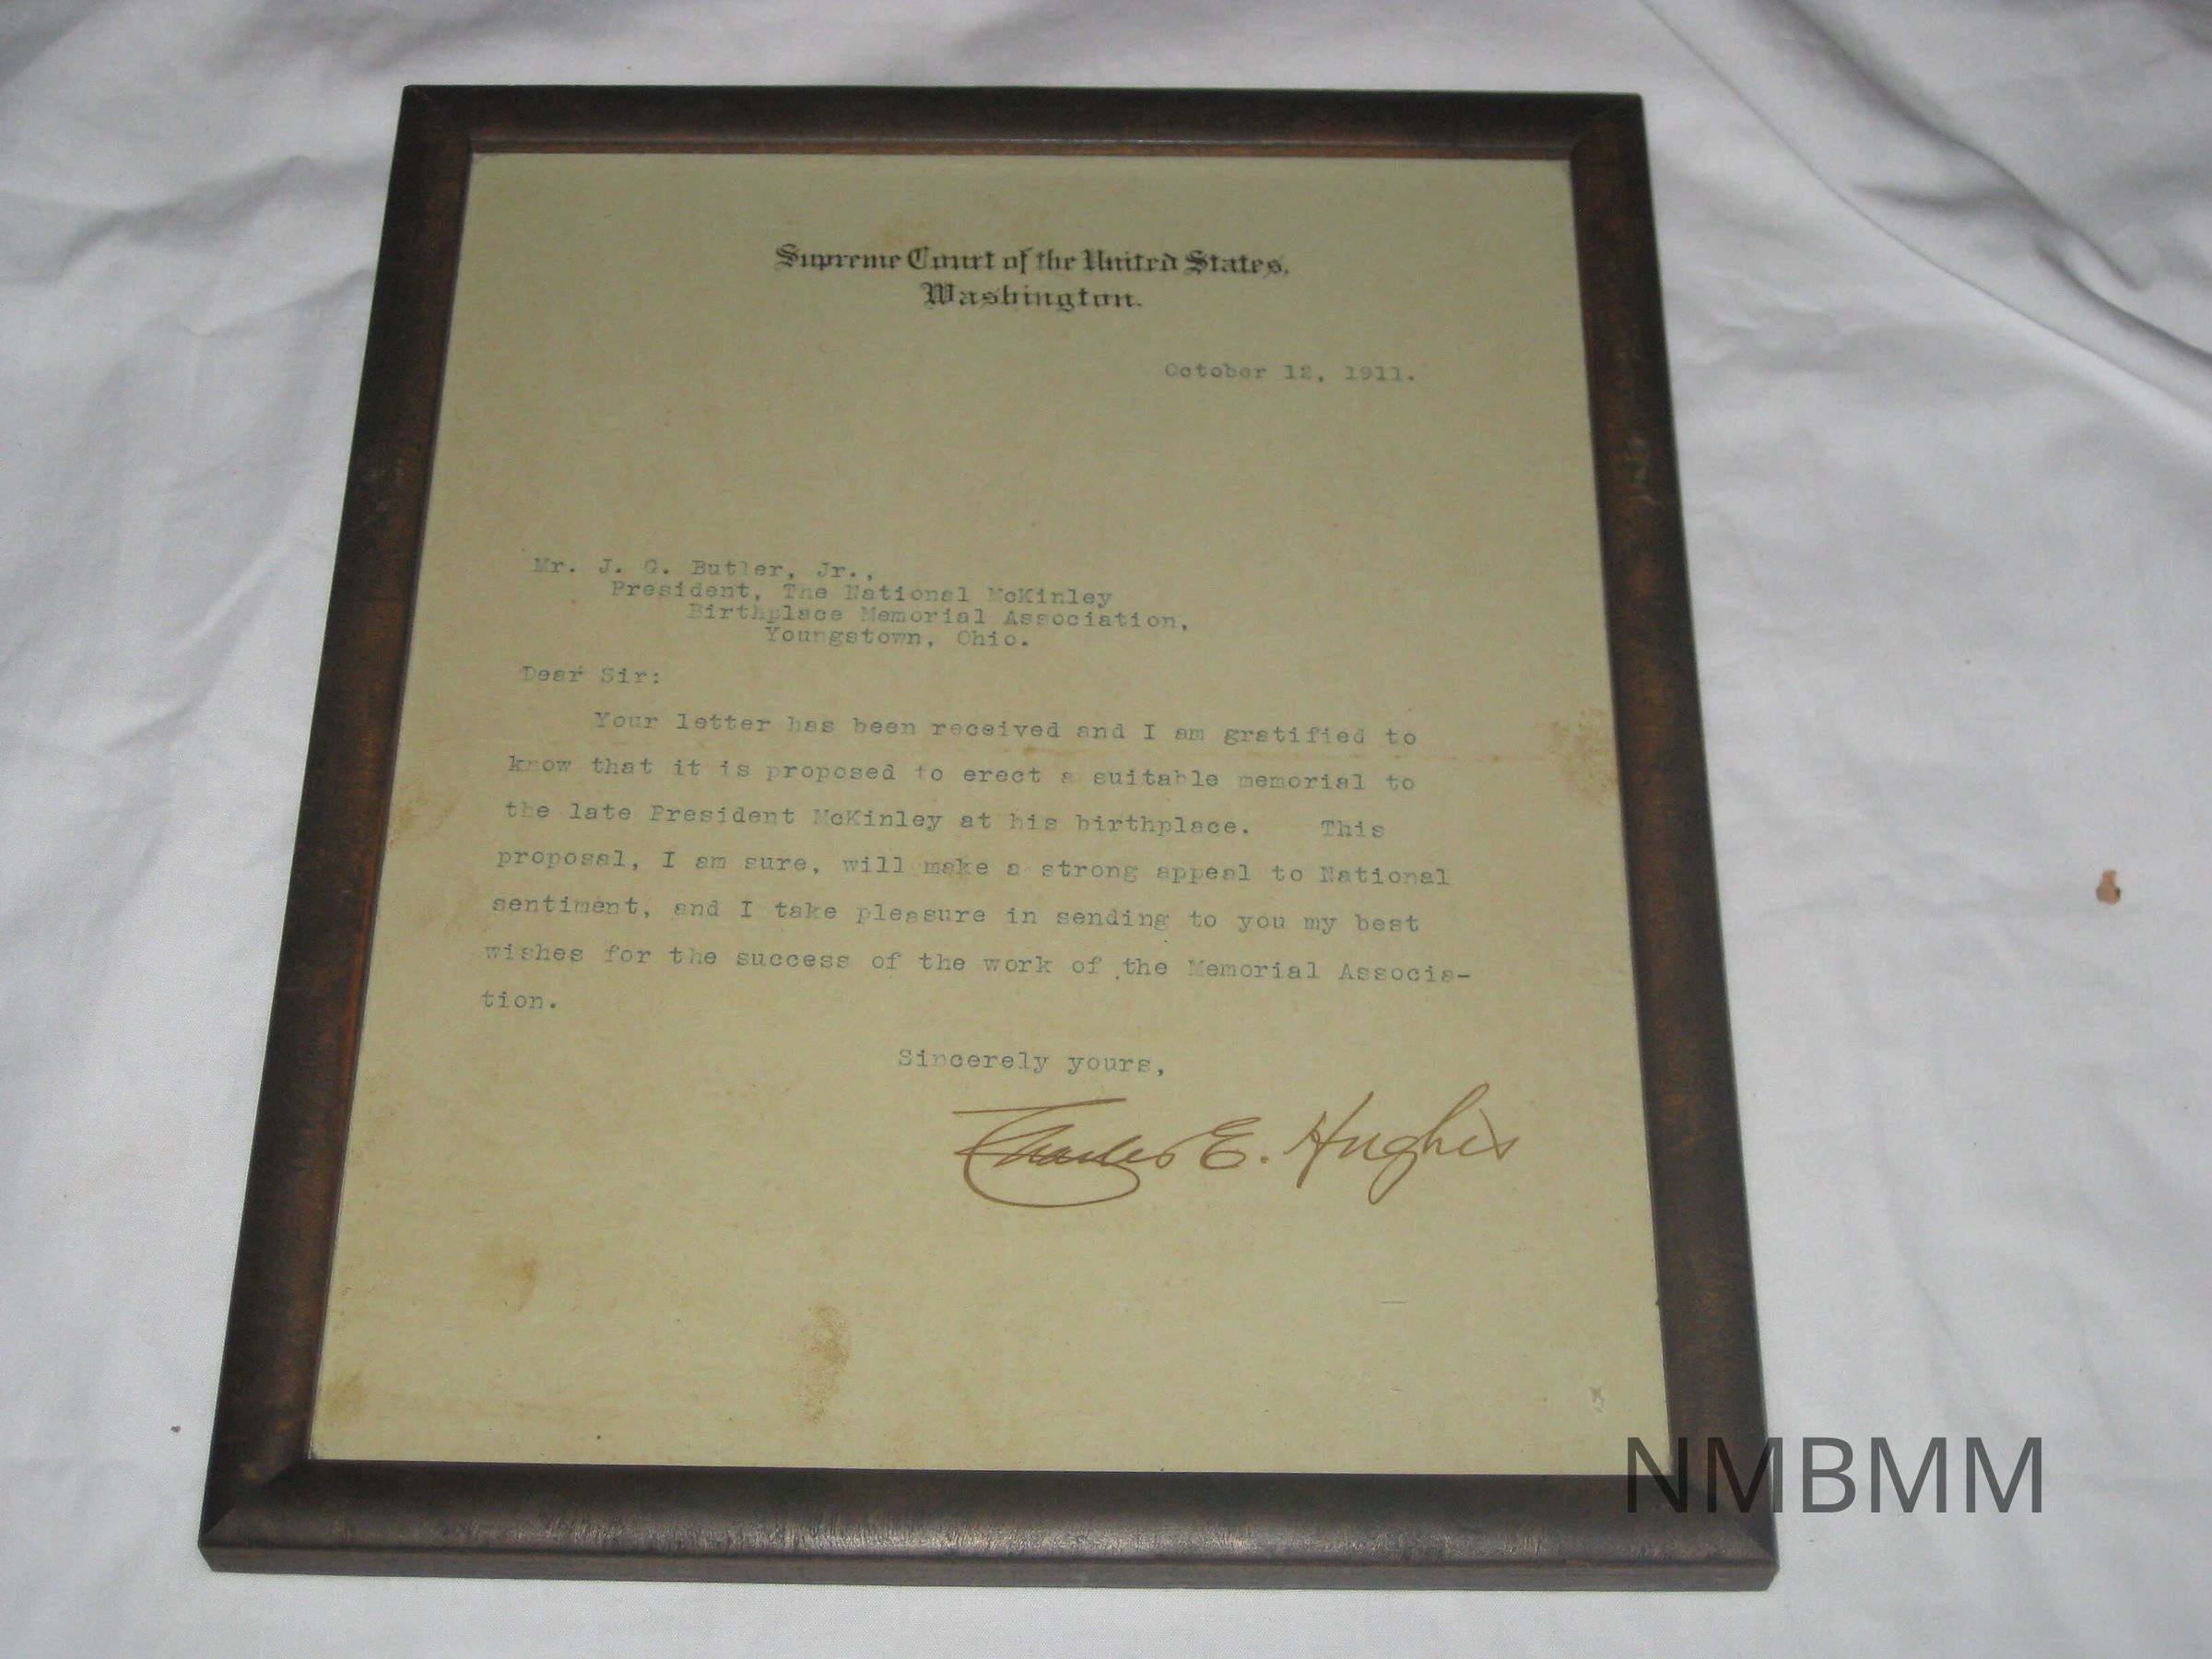 Supreme Court of the United States,
Washington.
October 12, 1911.
Mr. J. G. Butler, Jr.,
President, The National McKinley
Birthplace Memorial Association,
Youngstown, Ohio.
Dear Sir:
Your letter has been received and I am gratified to
know that it is proposed to erect a suitable memorial to
the late President McKinley at his birthplace. This
proposal, I am sure, will make a strong appeal to National
sentiment, and I take pleasure in sending to you my best
wishes for the success of the work of the Memorial Associa-
tion.
Sincerely yours,
Charles E. Hughes
NMBMM